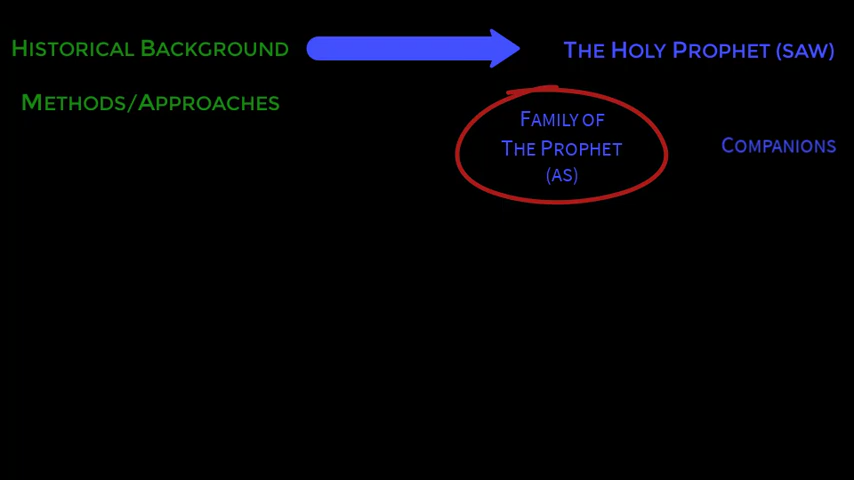 Historical Background
The Holy Prophet (saw)
Methods/Approaches
Family of
The Prophet
(as)
Companions